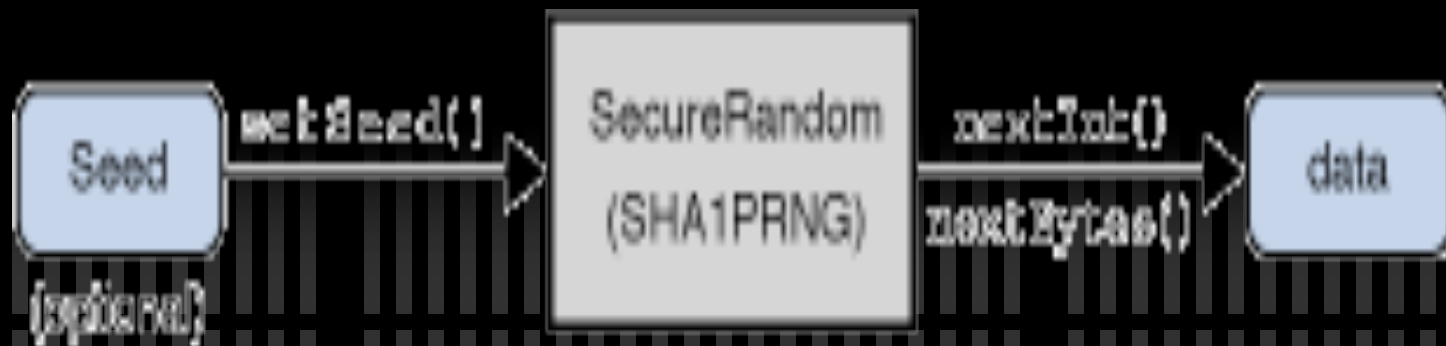 Seed
(optional)
setSeed()
SecureRandom
(SHA1PRNG)
nextInt()
nextBytes()
data